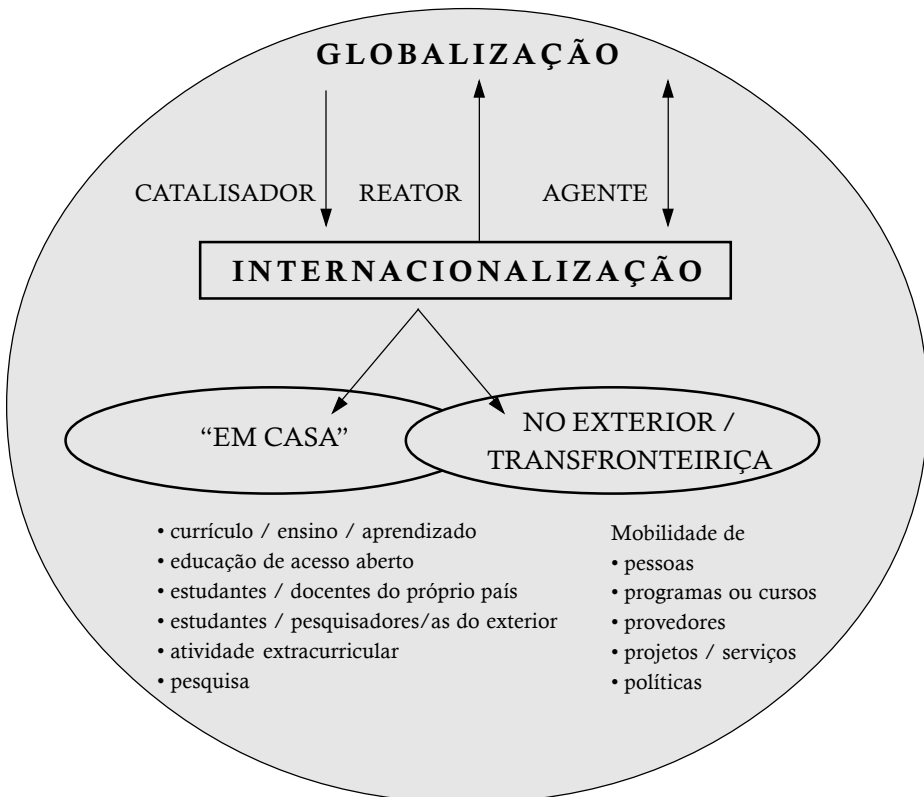 GLOBALIZAÇÃO
CATALISADOR
REATOR
AGENTE
INTERNACIONALIZAÇÃO
“EM CASA”
NO EXTERIOR /
TRANSFRONTEIRIÇA
• currículo / ensino / aprendizado
• educação de acesso aberto
• estudantes / docentes do próprio país
• estudantes / pesquisadores/as do exterior
• atividade extracurricular
• pesquisa
Mobilidade de
• pessoas
• programas ou cursos
• provedores
• projetos / serviços
• políticas